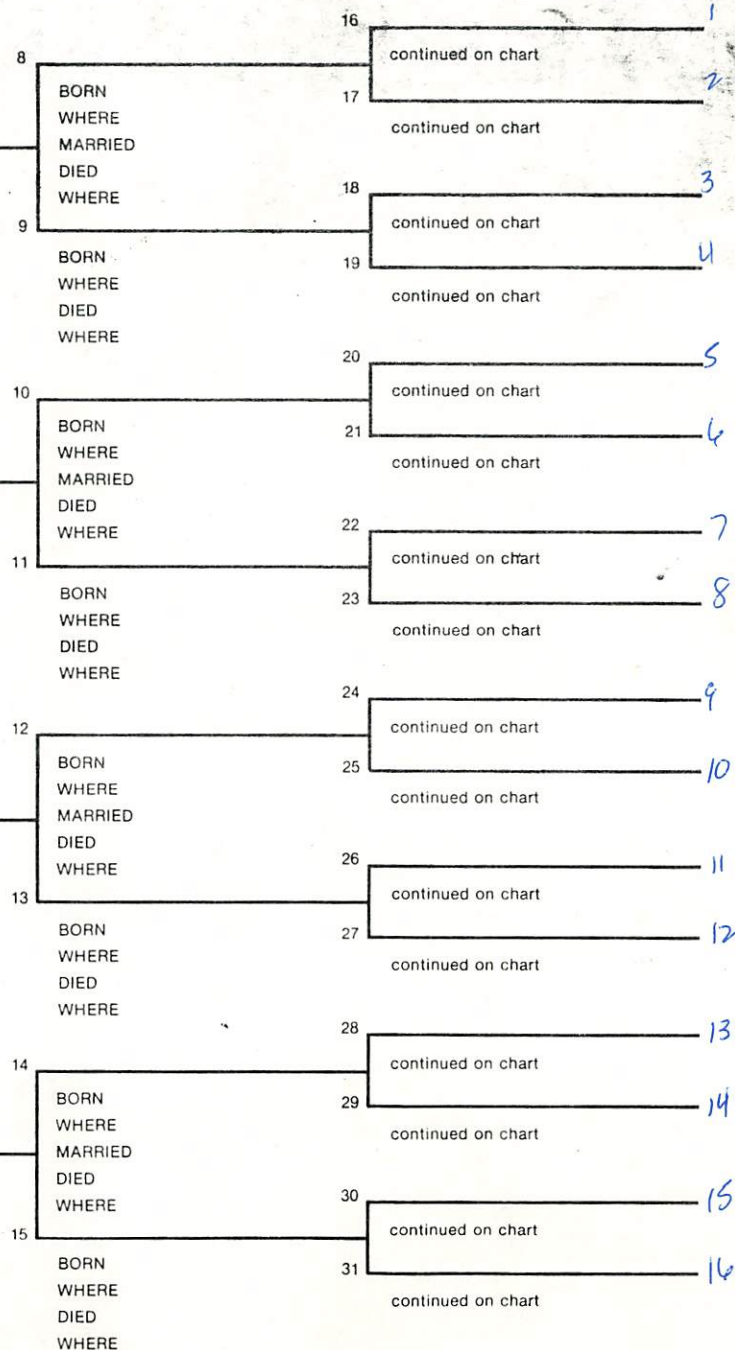 16 1
continued on chart
8
BORN 17 2
WHERE continued on chart
MARRIED
DIED
WHERE 18 3
9 continued on chart
BORN 19 4
WHERE continued on chart
DIED
WHERE
20 5
10 continued on chart
BORN 21 6
WHERE continued on chart
MARRIED
DIED
WHERE 22 7
11 continued on chart
BORN 23 8
WHERE continued on chart
DIED
WHERE
24 9
12 continued on chart
BORN 25 10
WHERE continued on chart
MARRIED
DIED
WHERE 26 11
13 continued on chart
BORN 27 12
WHERE continued on chart
DIED
WHERE
28 13
14 continued on chart
BORN 29 14
WHERE continued on chart
MARRIED
DIED
WHERE 30 15
15 continued on chart
BORN 31 16
WHERE continued on chart
DIED
WHERE